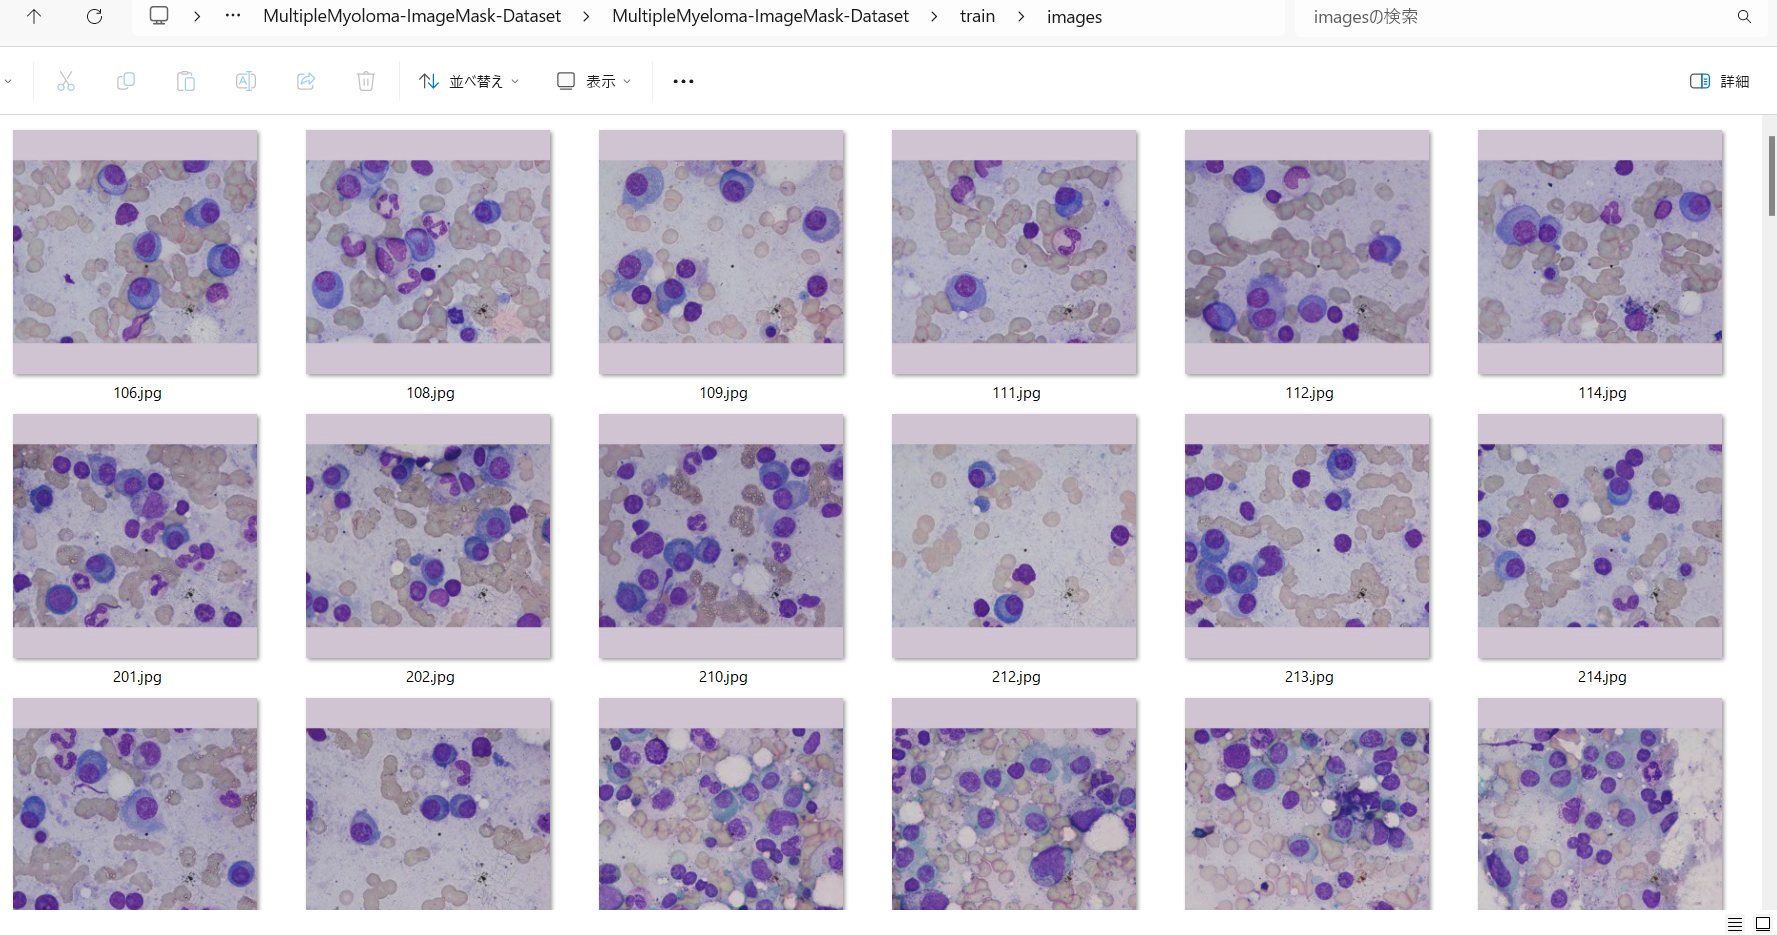 MultipleMyoloma-ImageMask-Dataset > MultipleMyeloma-ImageMask-Dataset > train > images
imagesの検索
並べ替え
表示
詳細
106.jpg
108.jpg
109.jpg
111.jpg
112.jpg
114.jpg
201.jpg
202.jpg
210.jpg
212.jpg
213.jpg
214.jpg